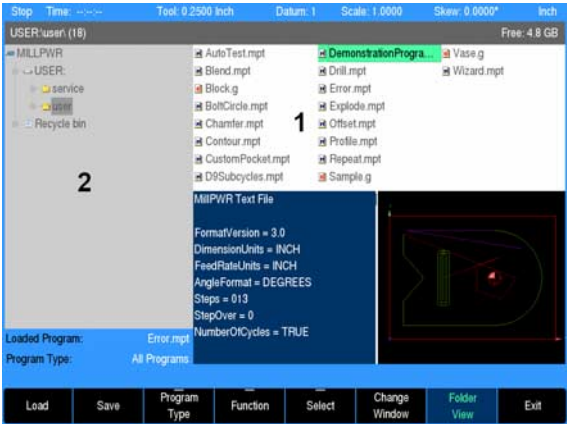 Stop Time: --:--:-- Tool: 0.2500 Inch Datum: 1 Scale: 1.0000 Skew: 0.0000° Inch
USER:\user\ (18) Free: 4.8 GB
MILLPWR
USER:
service
user
Recycle bin
2
AutoTest.mpt
Blend.mpt
Block.g
BoltCircle.mpt
Chamfer.mpt
Contour.mpt
CustomPocket.mpt
D9Subcycles.mpt
DemonstrationProgra...
Drill.mpt
Error.mpt
Explode.mpt
Offset.mpt
Profile.mpt
Repeat.mpt
Sample.g
Vase.g
Wizard.mpt
1
MillPWR Text File
FormatVersion = 3.0
DimensionUnits = INCH
FeedRateUnits = INCH
AngleFormat = DEGREES
Steps = 013
StepOver = 0
NumberOfCycles = TRUE
Loaded Program: Error.mpt
Program Type: All Programs
Load
Save
Program
Type
Function
Select
Change
Window
Folder
View
Exit